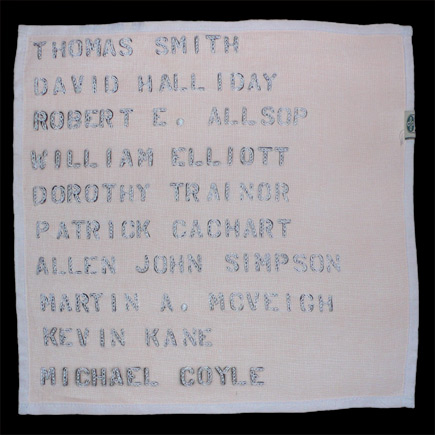 THOMAS SMITH
DAVID HALLIDAY
ROBERT E. ALLSOP
WILLIAM ELLIOTT
DOROTHY TRAINOR
PATRICK CACHART
ALLEN JOHN SIMPSON
MARTIN A. MCVEIGH
KEVIN KANE
MICHAEL COYLE